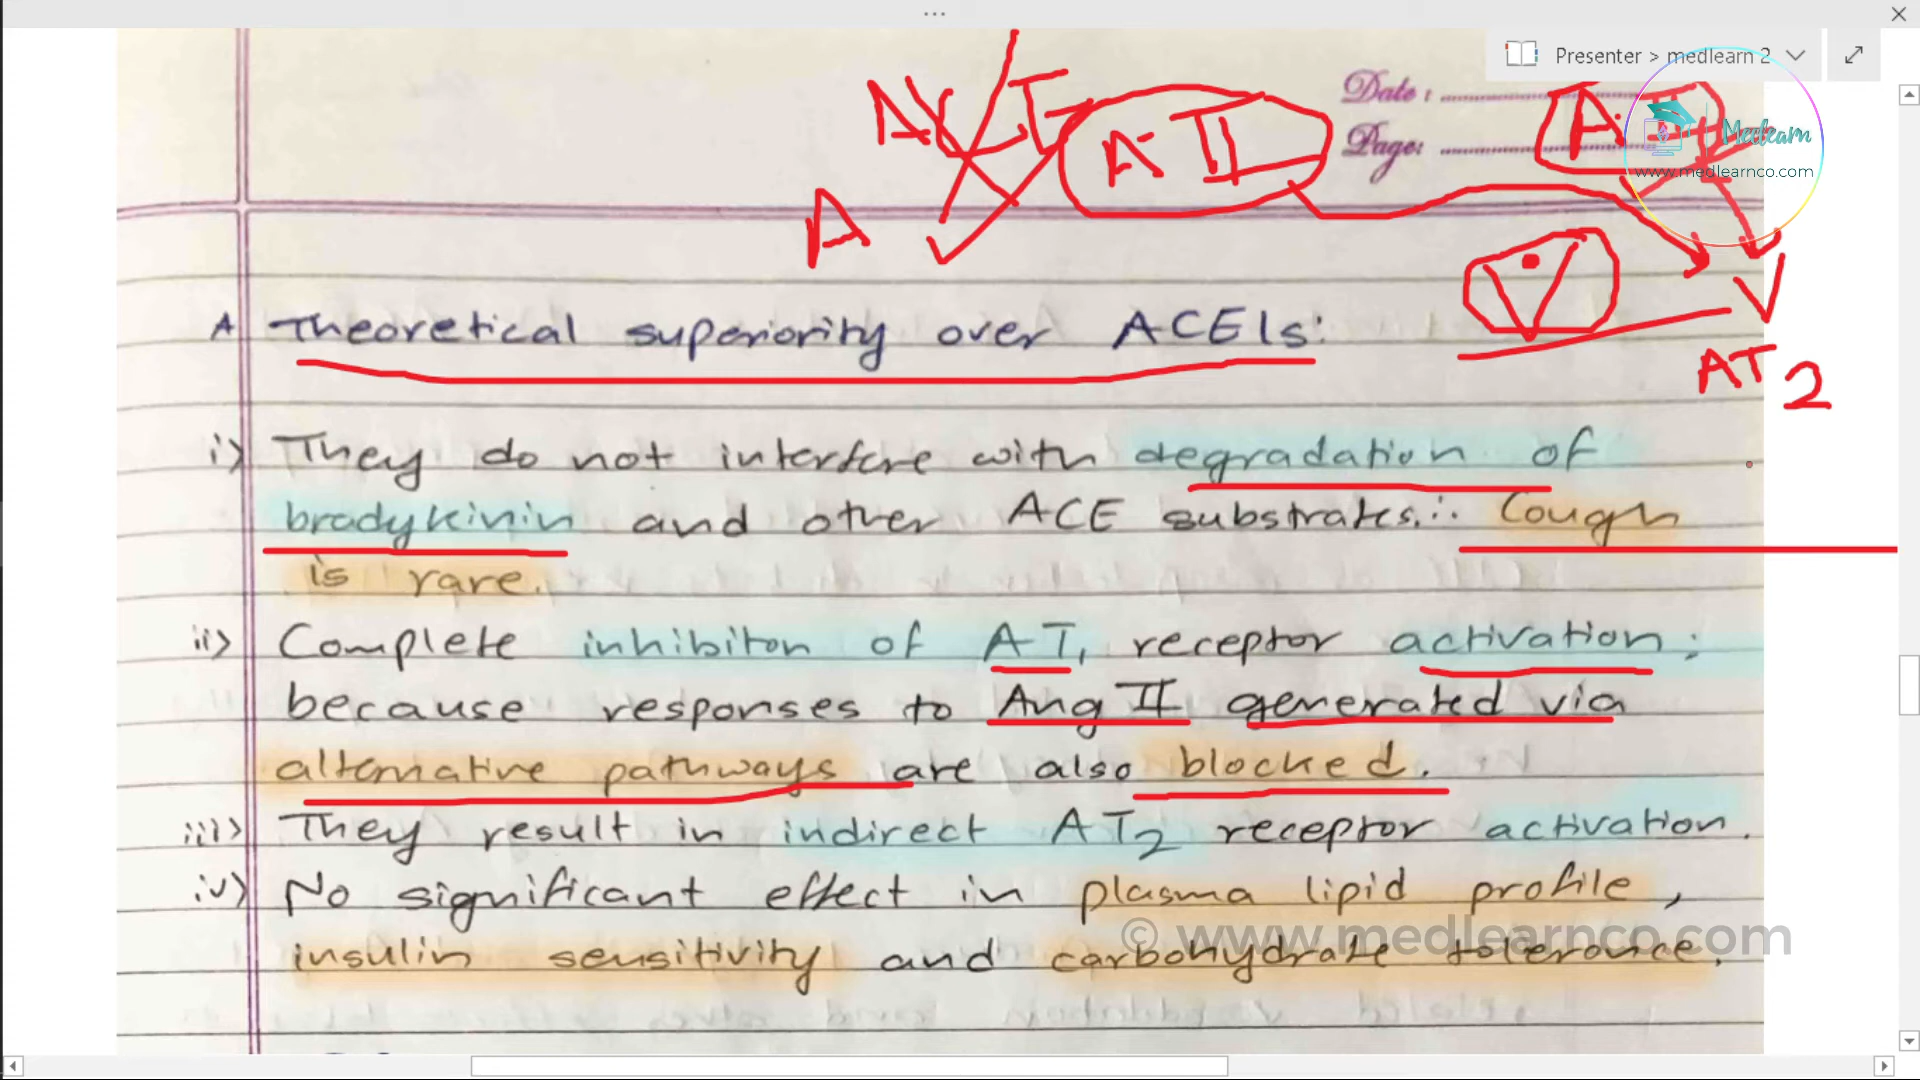 Presenter > medlearn 2
Date :
Page:
Medlearn
www.medlearnco.com
A II
A
V
V
AT 2
Theoretical superiority over ACEIs:
i) They do not interfere with degradation of
bradykinin and other ACE substrates. ∴ Cough
is rare.
ii) Complete inhibiton of AT1 receptor activation;
because responses to Ang II generated via
alternative pathways are also blocked.
iii) They result in indirect AT2 receptor activation.
iv) No significant effect in plasma lipid profile,
insulin sensitivity and carbohydrate tolerance.
© www.medlearnco.com